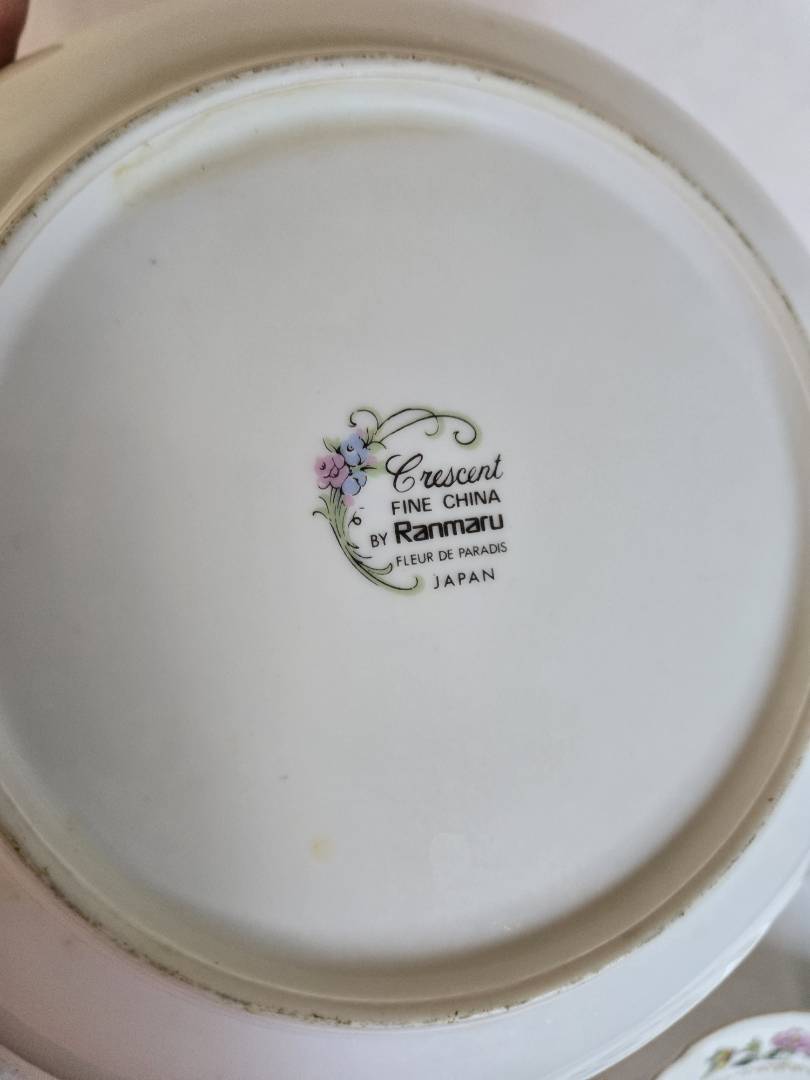 Crescent
FINE CHINA
BY Ranmaru
FLEUR DE PARADIS
JAPAN